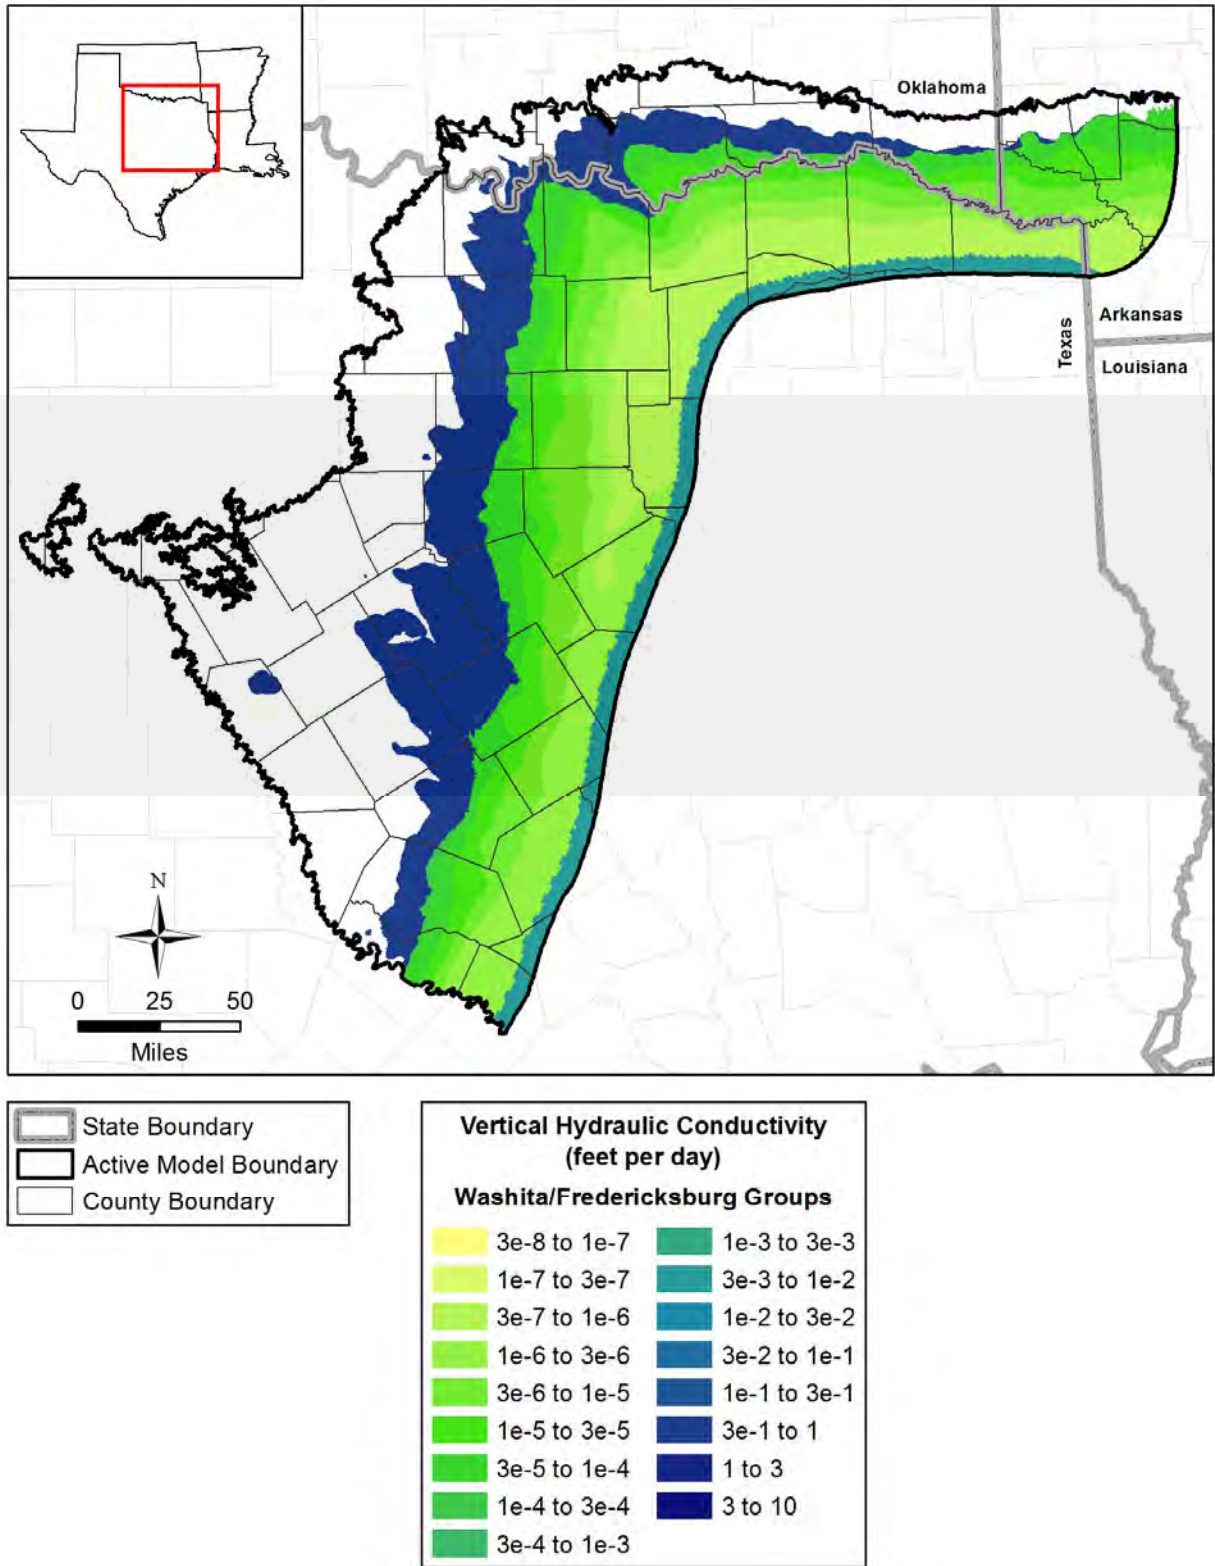 Oklahoma
Texas
Arkansas
Louisiana
N
0 25 50
Miles
State Boundary
Active Model Boundary
County Boundary
Vertical Hydraulic Conductivity
(feet per day)
Washita/Fredericksburg Groups
3e-8 to 1e-7
1e-7 to 3e-7
3e-7 to 1e-6
1e-6 to 3e-6
3e-6 to 1e-5
1e-5 to 3e-5
3e-5 to 1e-4
1e-4 to 3e-4
3e-4 to 1e-3
1e-3 to 3e-3
3e-3 to 1e-2
1e-2 to 3e-2
3e-2 to 1e-1
1e-1 to 3e-1
3e-1 to 1
1 to 3
3 to 10